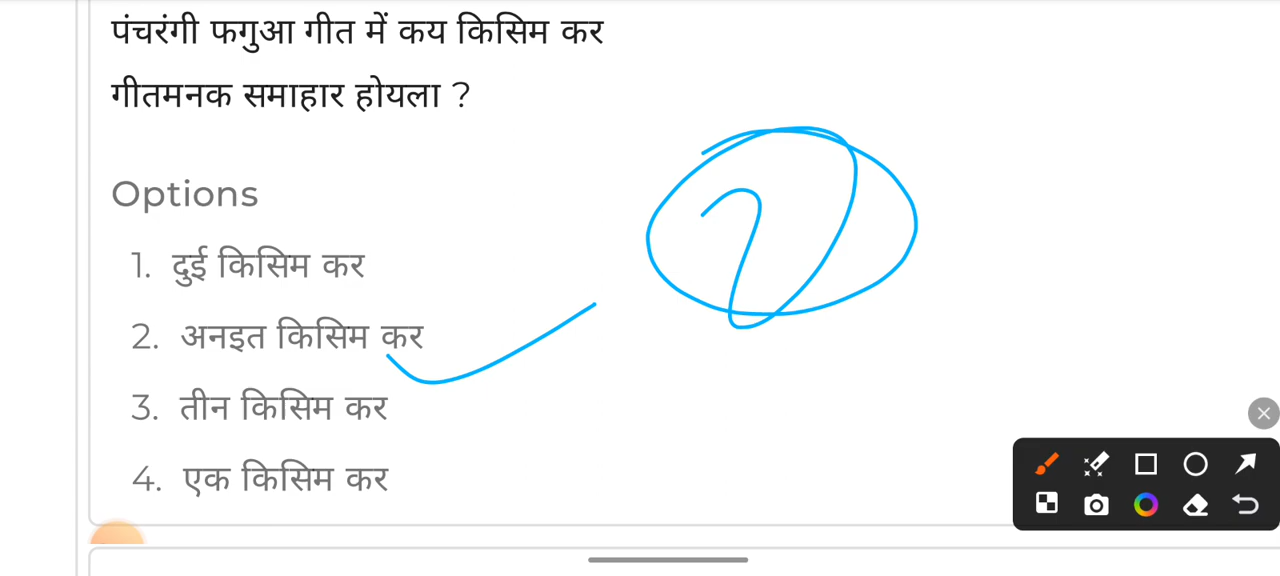 पंचरंगी फगुआ गीत में कय किसिम कर
गीतमनक समाहार होयला ?
Options
1. दुई किसिम कर
2. अनइत किसिम कर
3. तीन किसिम कर
4. एक किसिम कर
2